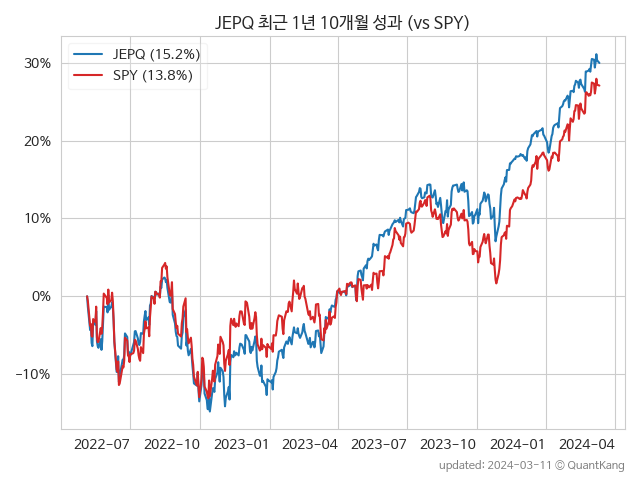 JEPQ 최근 1년 10개월 성과 (vs SPY)
JEPQ (15.2%)
SPY (13.8%)
30%
20%
10%
0%
−10%
2022-07 2022-10 2023-01 2023-04 2023-07 2023-10 2024-01 2024-04
updated: 2024-03-11 © QuantKang